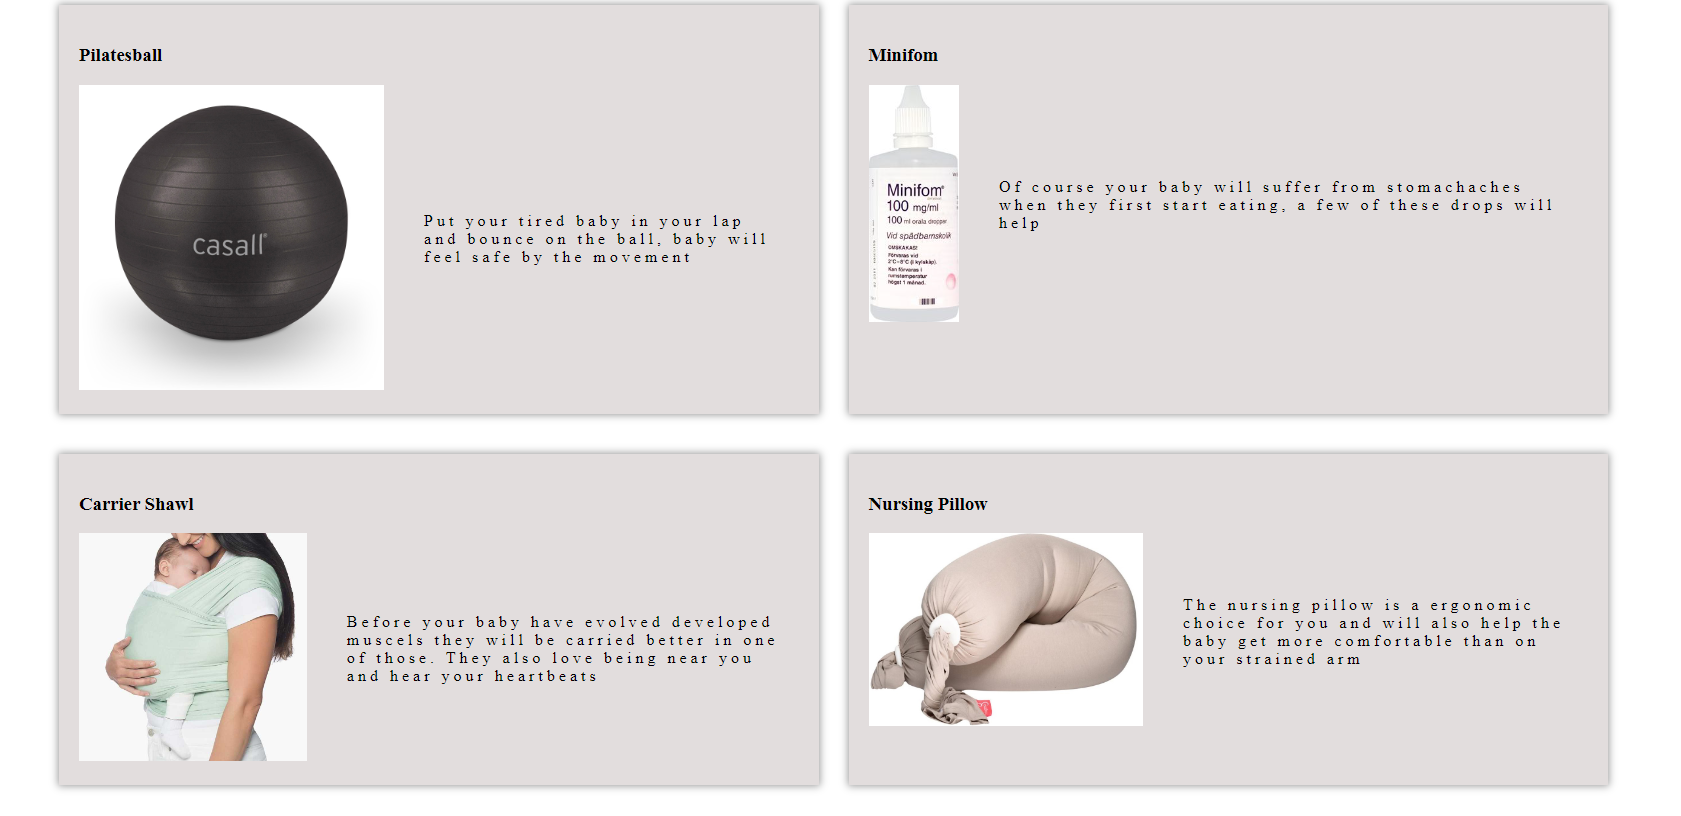 Pilatesball
casall
Put your tired baby in your lap
and bounce on the ball, baby will
feel safe by the movement
Minifom
Minifom®
100 mg/ml
100 ml orala droppar
Vid spädbarnskolik
OMSKAKAS!
Förvaras vid
2°C-8°C (i kylskåp).
Kan förvaras i
rumstemperatur
högst 1 månad.
Of course your baby will suffer from stomachaches
when they first start eating, a few of these drops will
help
Carrier Shawl
Before your baby have evolved developed
muscels they will be carried better in one
of those. They also love being near you
and hear your heartbeats
Nursing Pillow
The nursing pillow is a ergonomic
choice for you and will also help the
baby get more comfortable than on
your strained arm